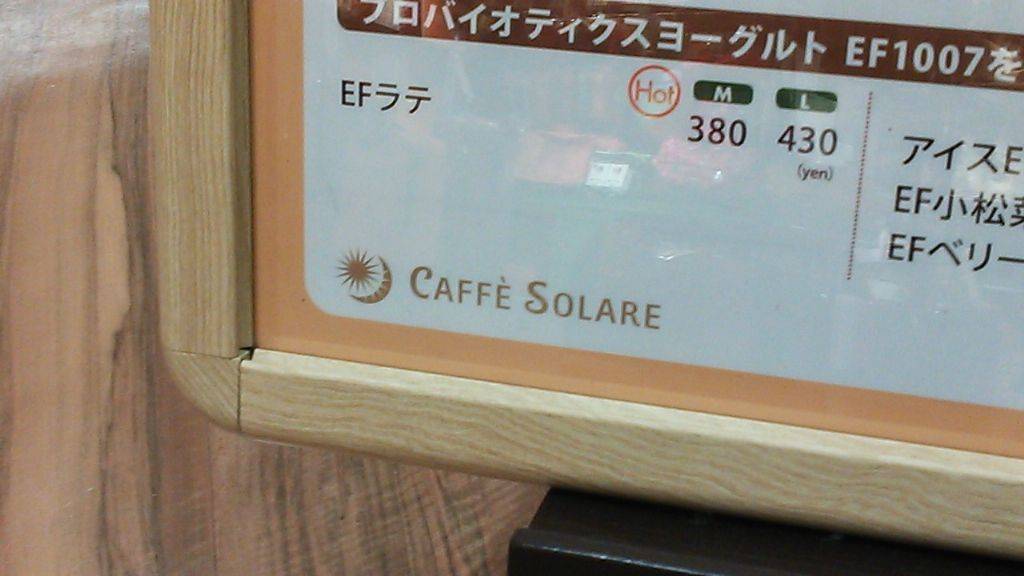 プロバイオティクスヨーグルト EF1007を
EFラテ Hot M L
380 430
(yen)
アイスE
EF小松菜
EFベリー
CAFFÈ SOLARE